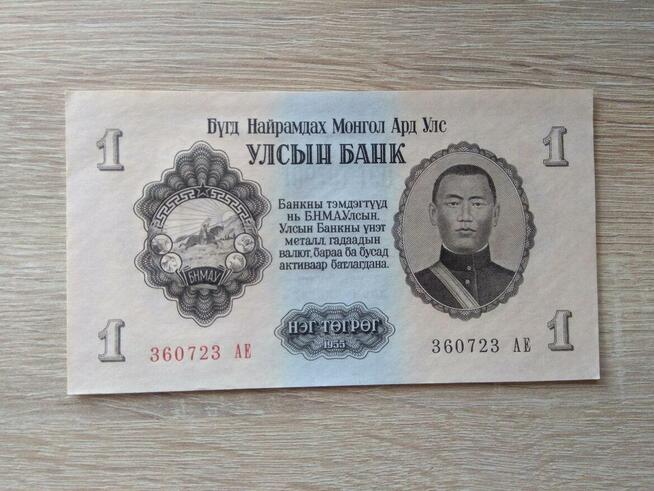 Бүгд Найрамдах Монгол Ард Улс
УЛСЫН БАНК
1
1
Банкны тэмдэгтүүд
нь Б.Н.М.А.Улсын.
Улсын Банкны үнэт
металл, гадаадын
валют, бараа ба бусад
активаар батлагдана.
БНМАУ
НЭГ ТӨГРӨГ
1955
1
1
360723 АЕ
360723 АЕ